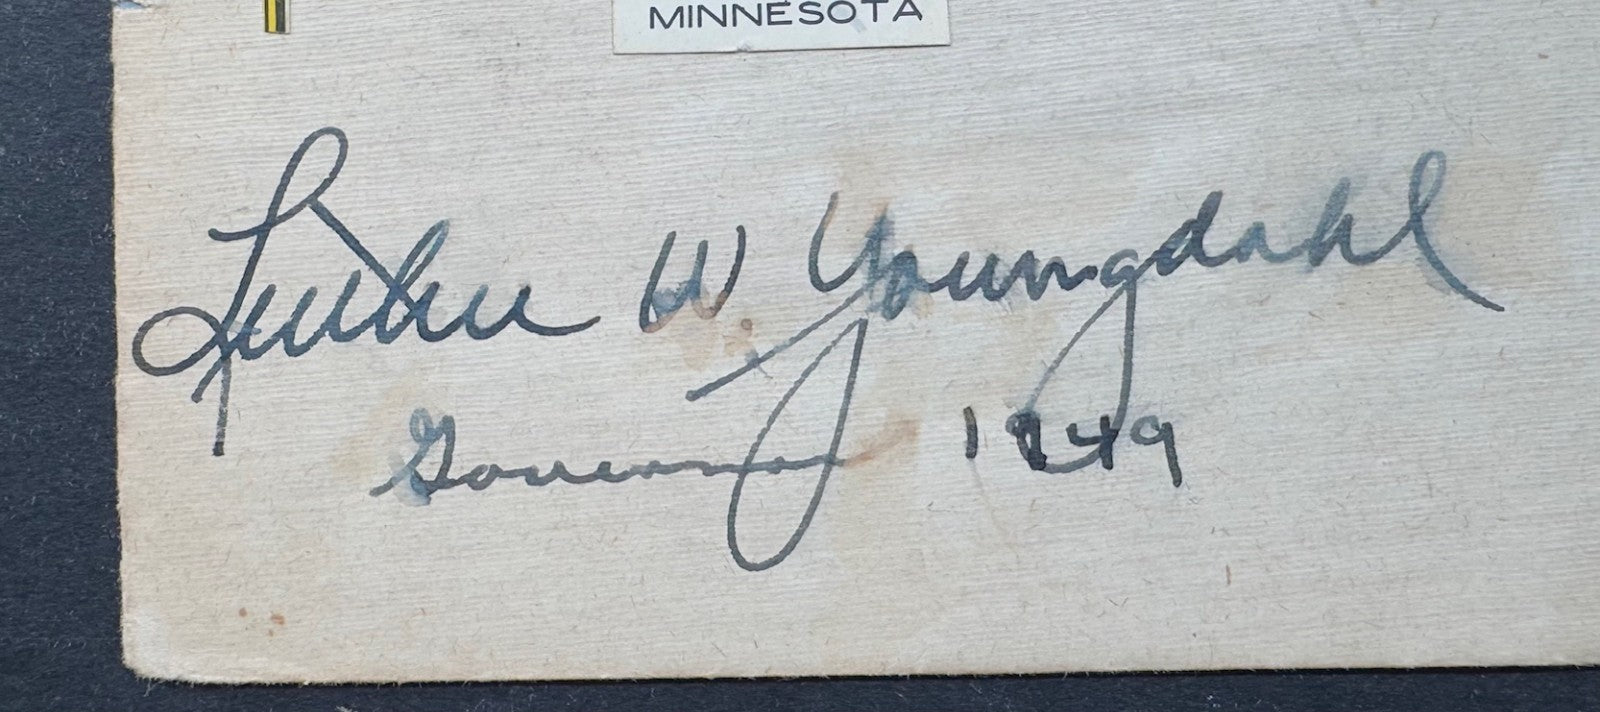 MINNESOTA
Luther W. Youngdahl
Governor 1949